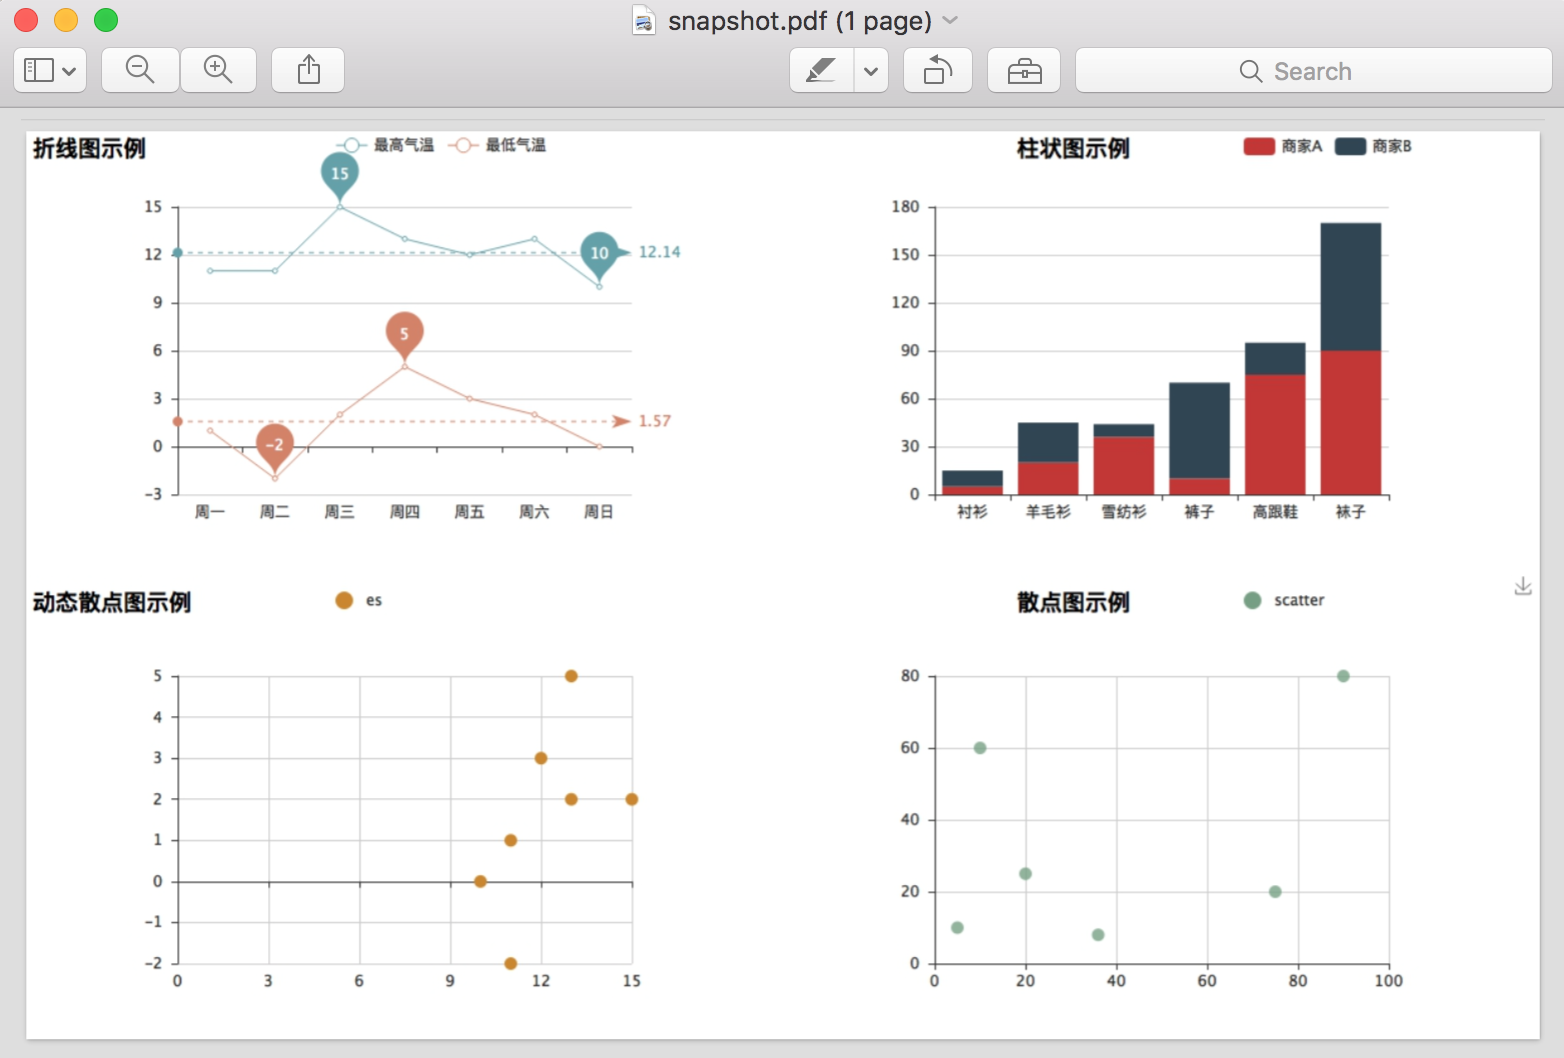 snapshot.pdf (1 page)
Search
折线图示例
最高气温 最低气温
15
15
12
12.14
10
9
6
5
3
1.57
0
-2
-3
周一 周二 周三 周四 周五 周六 周日
柱状图示例
商家A 商家B
180
150
120
90
60
30
0
衬衫 羊毛衫 雪纺衫 裤子 高跟鞋 袜子
动态散点图示例
es
5
4
3
2
1
0
-1
-2
0 3 6 9 12 15
散点图示例
scatter
80
60
40
20
0
0 20 40 60 80 100